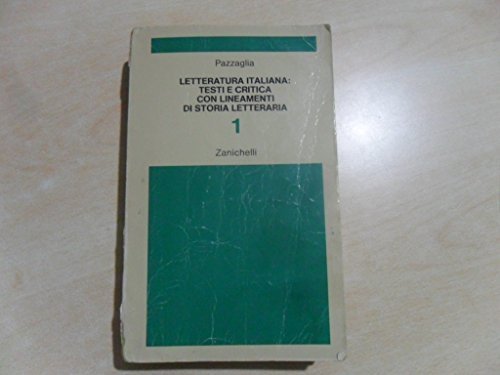 Pazzaglia
LETTERATURA ITALIANA:
TESTI E CRITICA
CON LINEAMENTI
DI STORIA LETTERARIA
1
Zanichelli